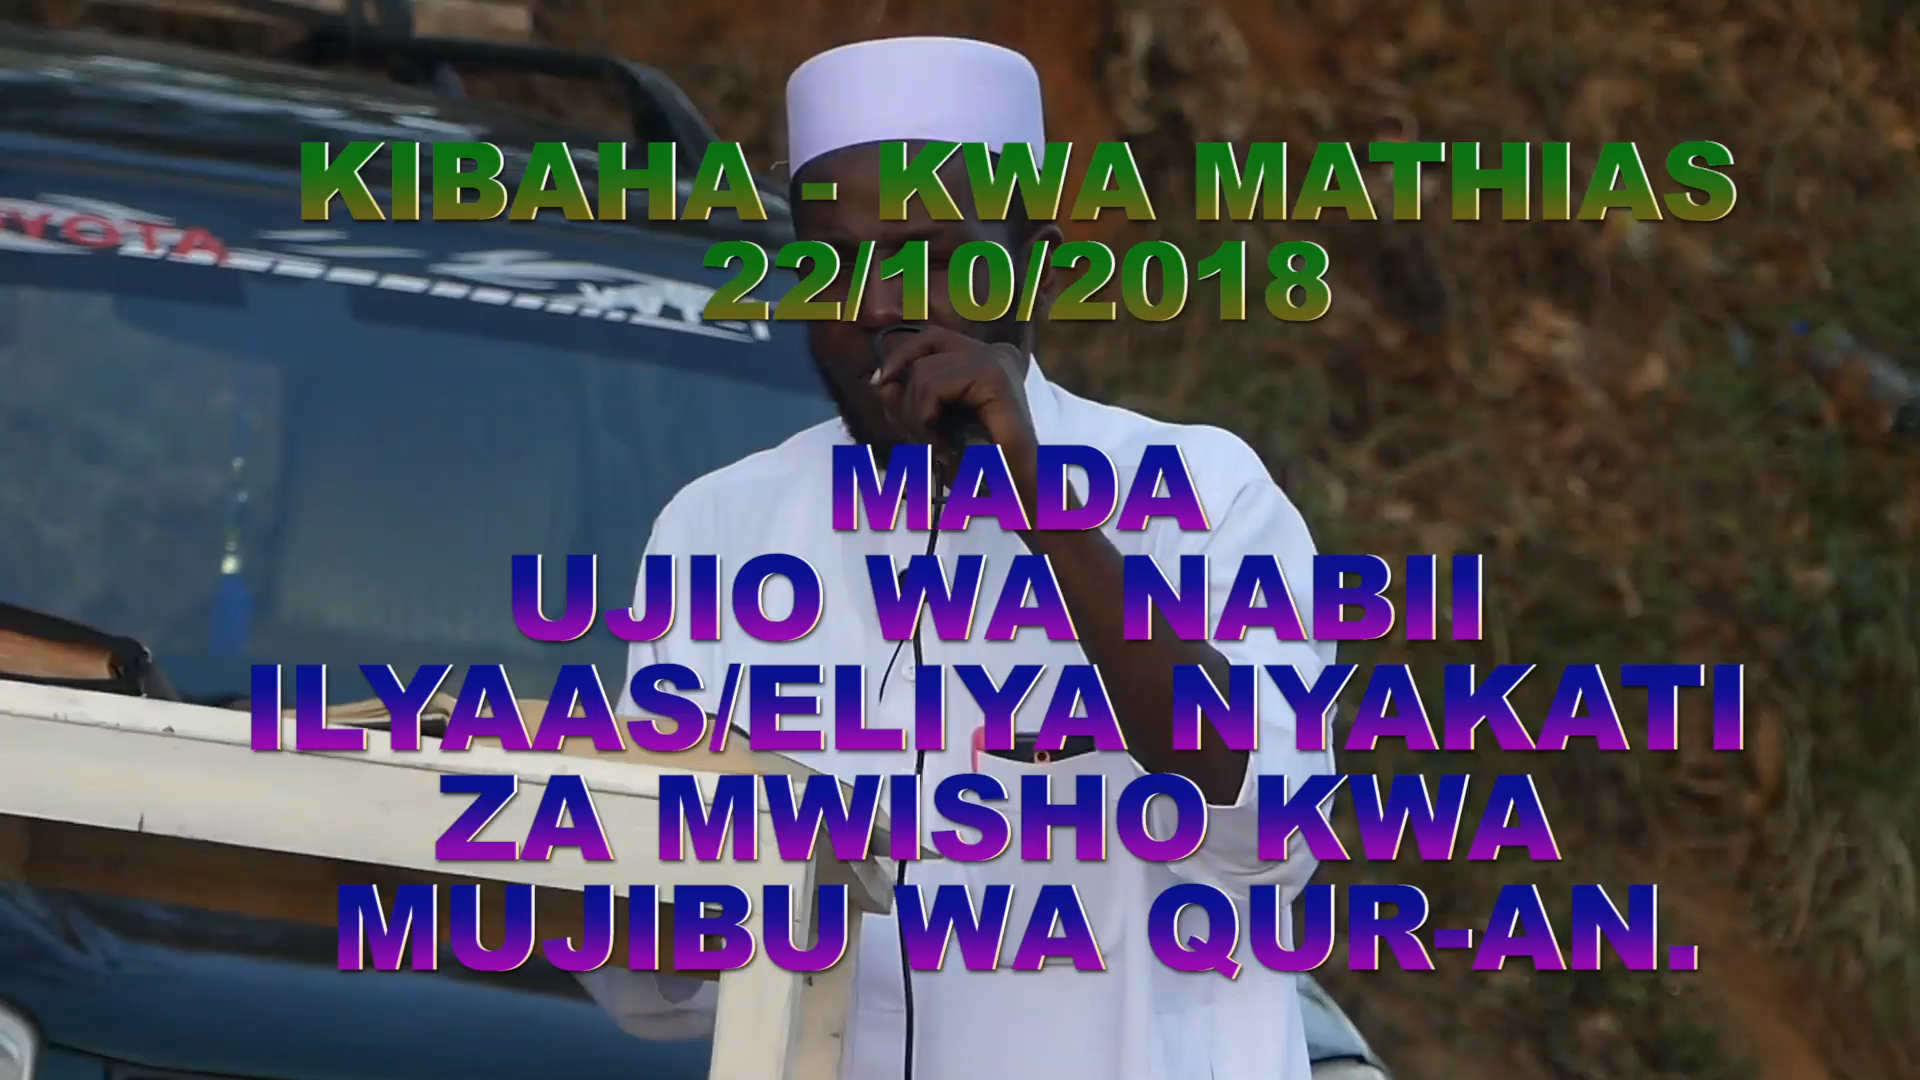 KIBAHA - KWA MATHIAS
22/10/2018
TOYOTA
MADA
UJIO WA NABII
ILYAAS/ELIYA NYAKATI
ZA MWISHO KWA
MUJIBU WA QUR-AN.